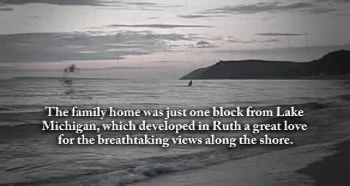 The family home was just one block from Lake
Michigan, which developed in Ruth a great love
for the breathtaking views along the shore.